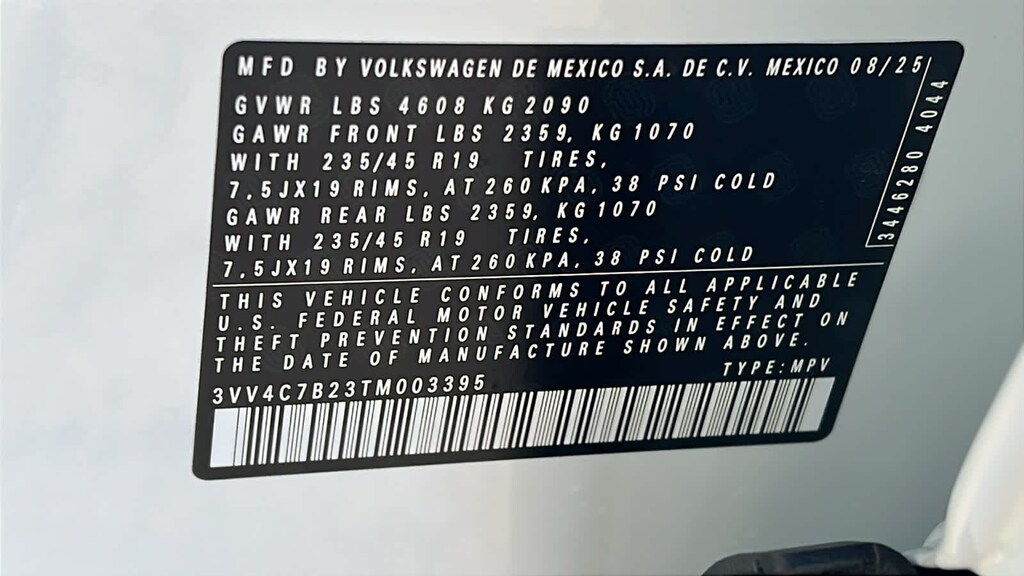 MFD BY VOLKSWAGEN DE MEXICO S.A. DE C.V. MEXICO 08/25
GVWR LBS 4608 KG 2090
GAWR FRONT LBS 2359, KG 1070
WITH 235/45 R19 TIRES,
7,5JX19 RIMS, AT 260 KPA, 38 PSI COLD
GAWR REAR LBS 2359, KG 1070
WITH 235/45 R19 TIRES,
7,5JX19 RIMS, AT 260 KPA, 38 PSI COLD
3446280 4044
THIS VEHICLE CONFORMS TO ALL APPLICABLE
U.S. FEDERAL MOTOR VEHICLE SAFETY AND
THEFT PREVENTION STANDARDS IN EFFECT ON
THE DATE OF MANUFACTURE SHOWN ABOVE.
TYPE: MPV
3VV4C7B23TM003395